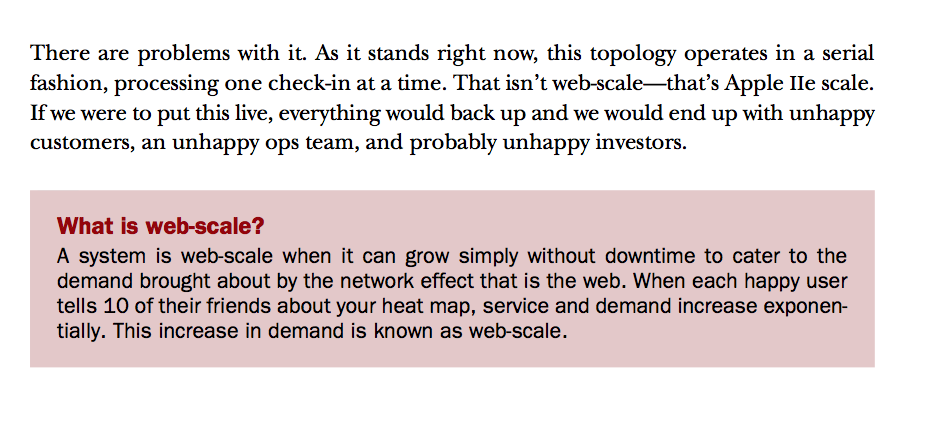 There are problems with it. As it stands right now, this topology operates in a serial
fashion, processing one check-in at a time. That isn’t web-scale—that’s Apple IIe scale.
If we were to put this live, everything would back up and we would end up with unhappy
customers, an unhappy ops team, and probably unhappy investors.
What is web-scale?
A system is web-scale when it can grow simply without downtime to cater to the
demand brought about by the network effect that is the web. When each happy user
tells 10 of their friends about your heat map, service and demand increase exponen-
tially. This increase in demand is known as web-scale.